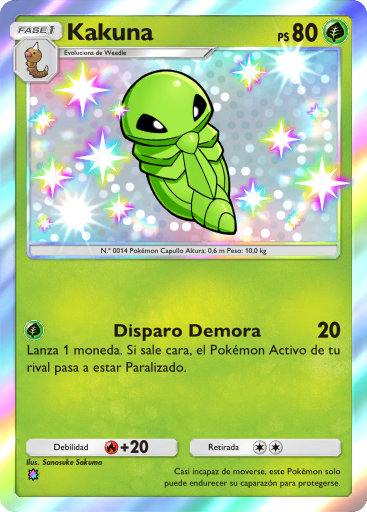 FASE 1
Kakuna
PS 80
Evoluciona de Weedle
N.º 0014 Pokémon Capullo Altura: 0,6 m Peso: 10,0 kg
Disparo Demora 20
Lanza 1 moneda. Si sale cara, el Pokémon Activo de tu
rival pasa a estar Paralizado.
Debilidad +20 Retirada
Ilus. Sanosuke Sakuma
Casi incapaz de moverse, este Pokémon solo
puede endurecer su caparazón para protegerse.